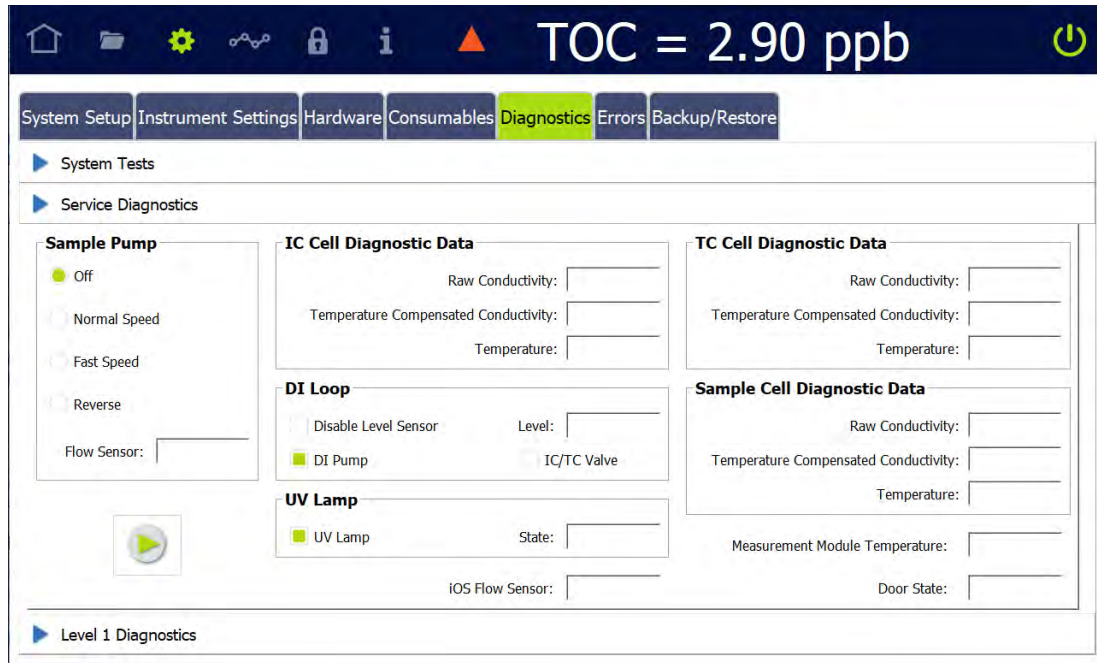 TOC = 2.90 ppb
System Setup Instrument Settings Hardware Consumables Diagnostics Errors Backup/Restore
System Tests
Service Diagnostics
Sample Pump
Off
Normal Speed
Fast Speed
Reverse
Flow Sensor:
IC Cell Diagnostic Data
Raw Conductivity:
Temperature Compensated Conductivity:
Temperature:
DI Loop
Disable Level Sensor Level:
DI Pump IC/TC Valve
UV Lamp
UV Lamp State:
iOS Flow Sensor:
TC Cell Diagnostic Data
Raw Conductivity:
Temperature Compensated Conductivity:
Temperature:
Sample Cell Diagnostic Data
Raw Conductivity:
Temperature Compensated Conductivity:
Temperature:
Measurement Module Temperature:
Door State:
Level 1 Diagnostics